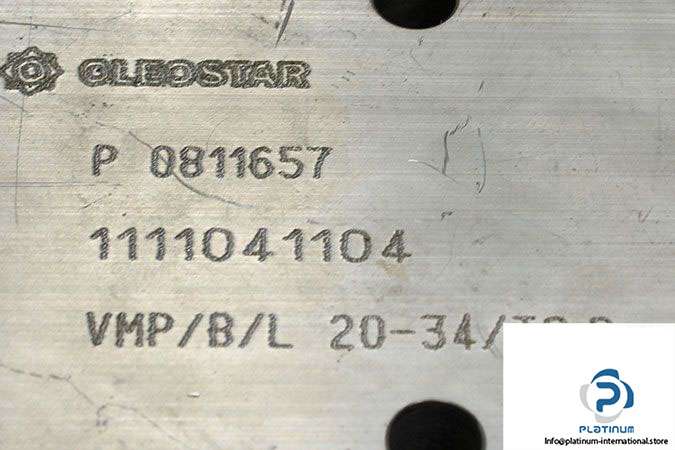 OLEOSTAR
P 0811657
1111041104
VMP/B/L 20-34/
PLATINUM
Info@platinum-international.store